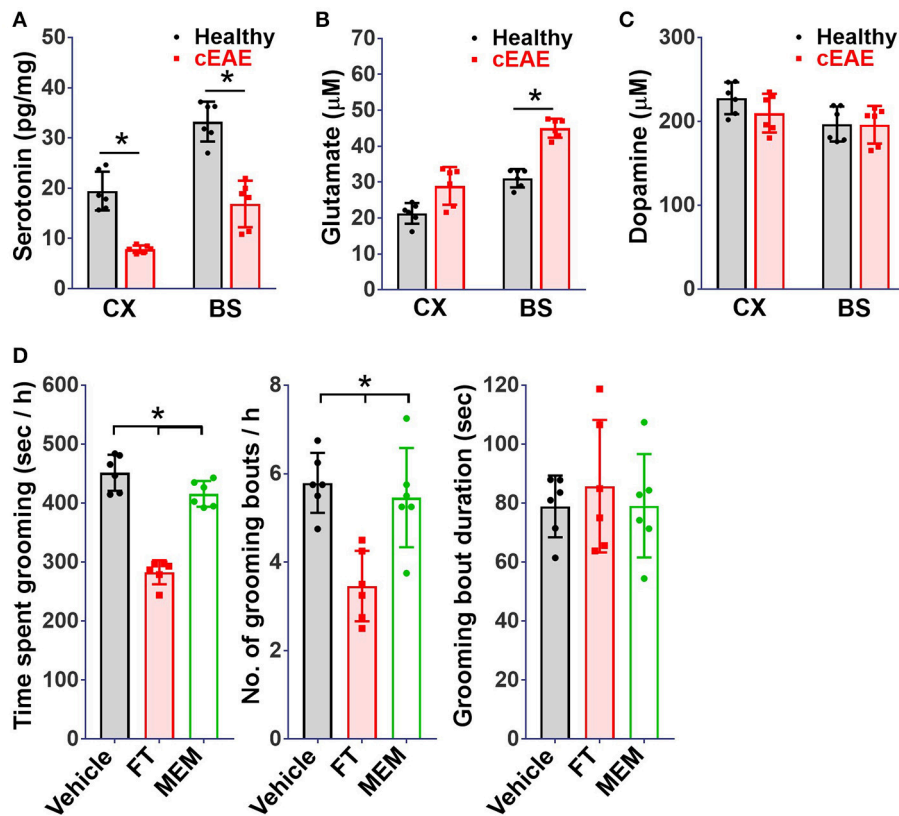 A
Serotonin (pg/mg)
50
40
30
20
10
0
Healthy
cEAE
*
*
CX
BS
B
Glutamate (μM)
70
60
50
40
30
20
10
0
Healthy
cEAE
*
CX
BS
C
Dopamine (μM)
300
200
100
0
Healthy
cEAE
CX
BS
D
Time spent grooming (sec / h)
600
500
400
300
200
100
0
*
Vehicle
FT
MEM
No. of grooming bouts / h
8
6
4
2
0
*
Vehicle
FT
MEM
Grooming bout duration (sec)
120
100
80
60
40
20
0
Vehicle
FT
MEM